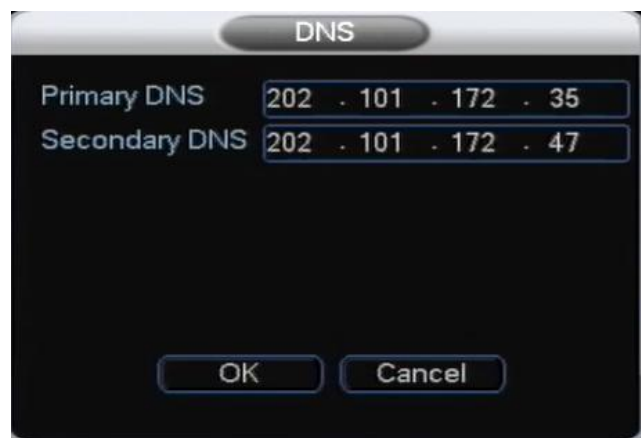 DNS
Primary DNS 202 . 101 . 172 . 35
Secondary DNS 202 . 101 . 172 . 47
OK Cancel